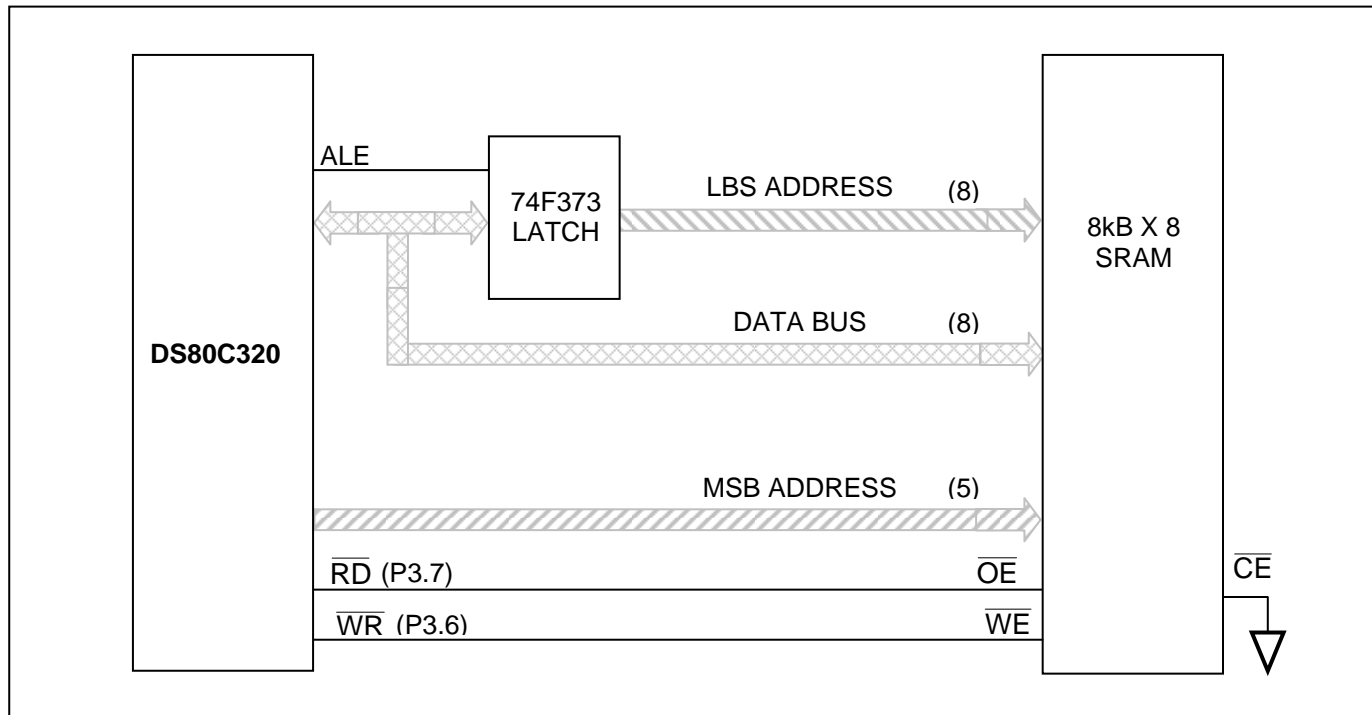 ALE
74F373
LATCH
LBS ADDRESS (8)
8kB X 8
SRAM
DATA BUS (8)
DS80C320
MSB ADDRESS (5)
RD (P3.7)
OE
CE
WR (P3.6)
WE